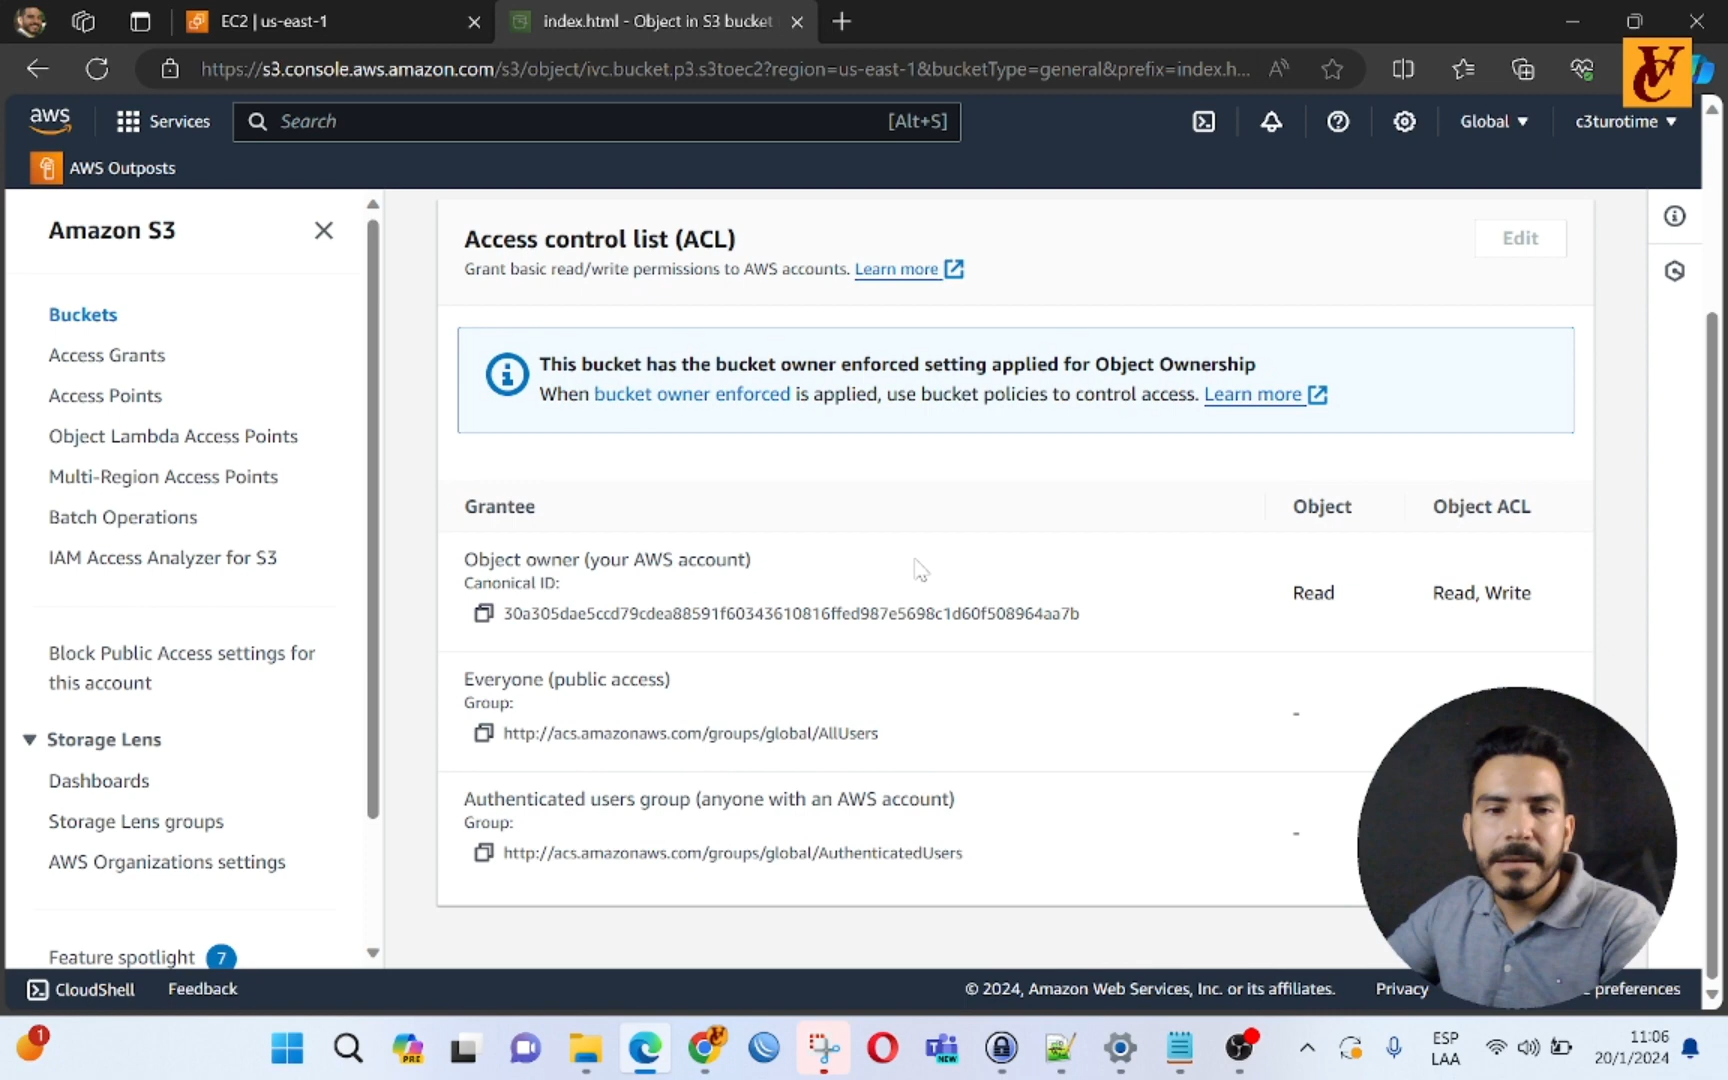 EC2 | us-east-1
index.html - Object in S3 bucket
https://s3.console.aws.amazon.com/s3/object/ivc.bucket.p3.s3toec2?region=us-east-1&bucketType=general&prefix=index.h...
aws
Services
Search
[Alt+S]
Global
c3turotime
AWS Outposts
Amazon S3
Buckets
Access Grants
Access Points
Object Lambda Access Points
Multi-Region Access Points
Batch Operations
IAM Access Analyzer for S3
Block Public Access settings for
this account
Storage Lens
Dashboards
Storage Lens groups
AWS Organizations settings
Feature spotlight 7
Access control list (ACL)
Edit
Grant basic read/write permissions to AWS accounts. Learn more
This bucket has the bucket owner enforced setting applied for Object Ownership
When bucket owner enforced is applied, use bucket policies to control access. Learn more
Grantee Object Object ACL
Object owner (your AWS account)
Canonical ID:
30a305dae5ccd79cdea88591f60343610816ffed987e5698c1d60f508964aa7b
Read Read, Write
Everyone (public access)
Group:
http://acs.amazonaws.com/groups/global/AllUsers
-
Authenticated users group (anyone with an AWS account)
Group:
http://acs.amazonaws.com/groups/global/AuthenticatedUsers
-
CloudShell Feedback © 2024, Amazon Web Services, Inc. or its affiliates. Privacy preferences
1
PRE
NEW
ESP
LAA
11:06
20/1/2024